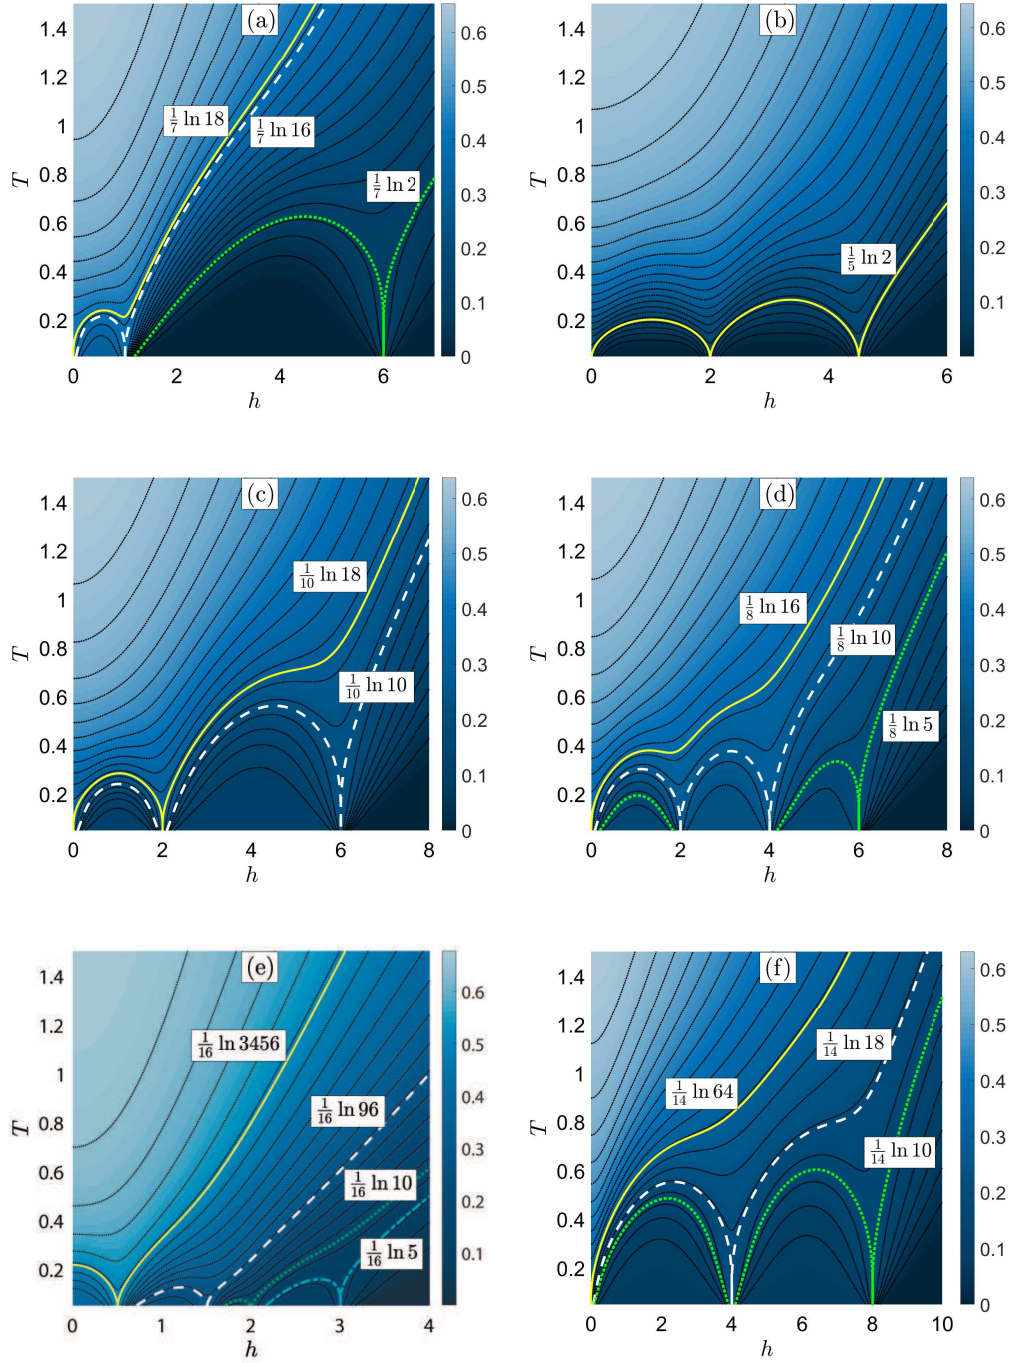 (a)
1.4
1.2
1
0.8
0.6
0.4
0.2
T
0 2 4 6
h
1/7 ln 18
1/7 ln 16
1/7 ln 2
0.6
0.5
0.4
0.3
0.2
0.1
0
(b)
1.4
1.2
1
0.8
0.6
0.4
0.2
T
0 1 2 3 4 5 6
h
1/5 ln 2
0.6
0.5
0.4
0.3
0.2
0.1
(c)
1.4
1.2
1
0.8
0.6
0.4
0.2
T
0 2 4 6 8
h
1/10 ln 18
1/10 ln 10
0.6
0.5
0.4
0.3
0.2
0.1
0
(d)
1.4
1.2
1
0.8
0.6
0.4
0.2
T
0 2 4 6 8
h
1/8 ln 16
1/8 ln 10
1/8 ln 5
0.6
0.5
0.4
0.3
0.2
0.1
0
(e)
1.4
1.2
1
0.8
0.6
0.4
0.2
T
0 1 2 3 4
h
1/16 ln 3456
1/16 ln 96
1/16 ln 10
1/16 ln 5
0.6
0.5
0.4
0.3
0.2
0.1
(f)
1.4
1.2
1
0.8
0.6
0.4
0.2
T
0 2 4 6 8 10
h
1/14 ln 64
1/14 ln 18
1/14 ln 10
0.6
0.5
0.4
0.3
0.2
0.1
0